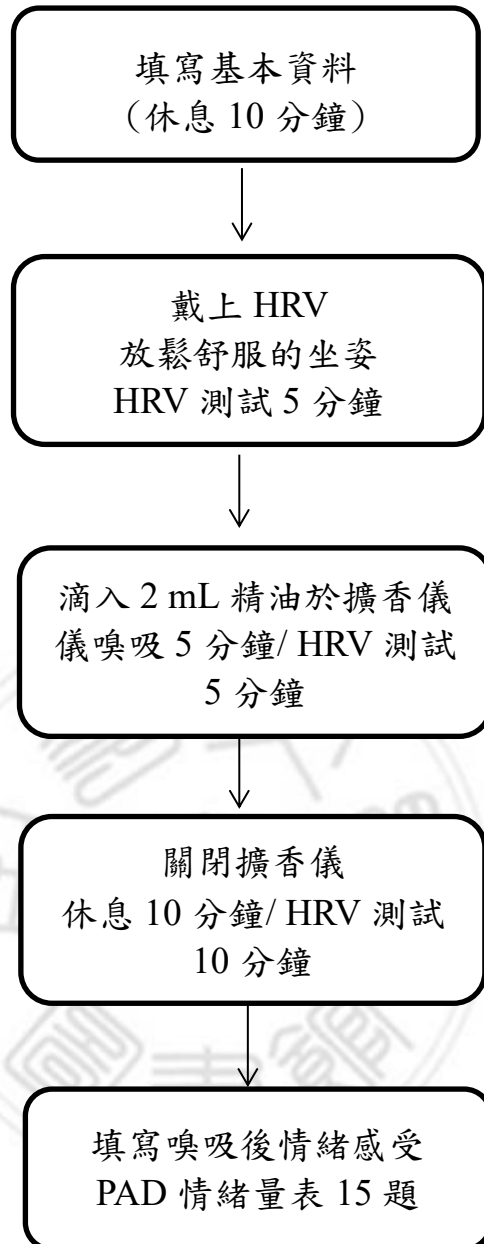 填寫基本資料
（休息 10 分鐘）
戴上 HRV
放鬆舒服的坐姿
HRV 測試 5 分鐘
滴入 2 mL 精油於擴香儀
儀嗅吸 5 分鐘/ HRV 測試
5 分鐘
關閉擴香儀
休息 10 分鐘/ HRV 測試
10 分鐘
填寫嗅吸後情緒感受
PAD 情緒量表 15 題